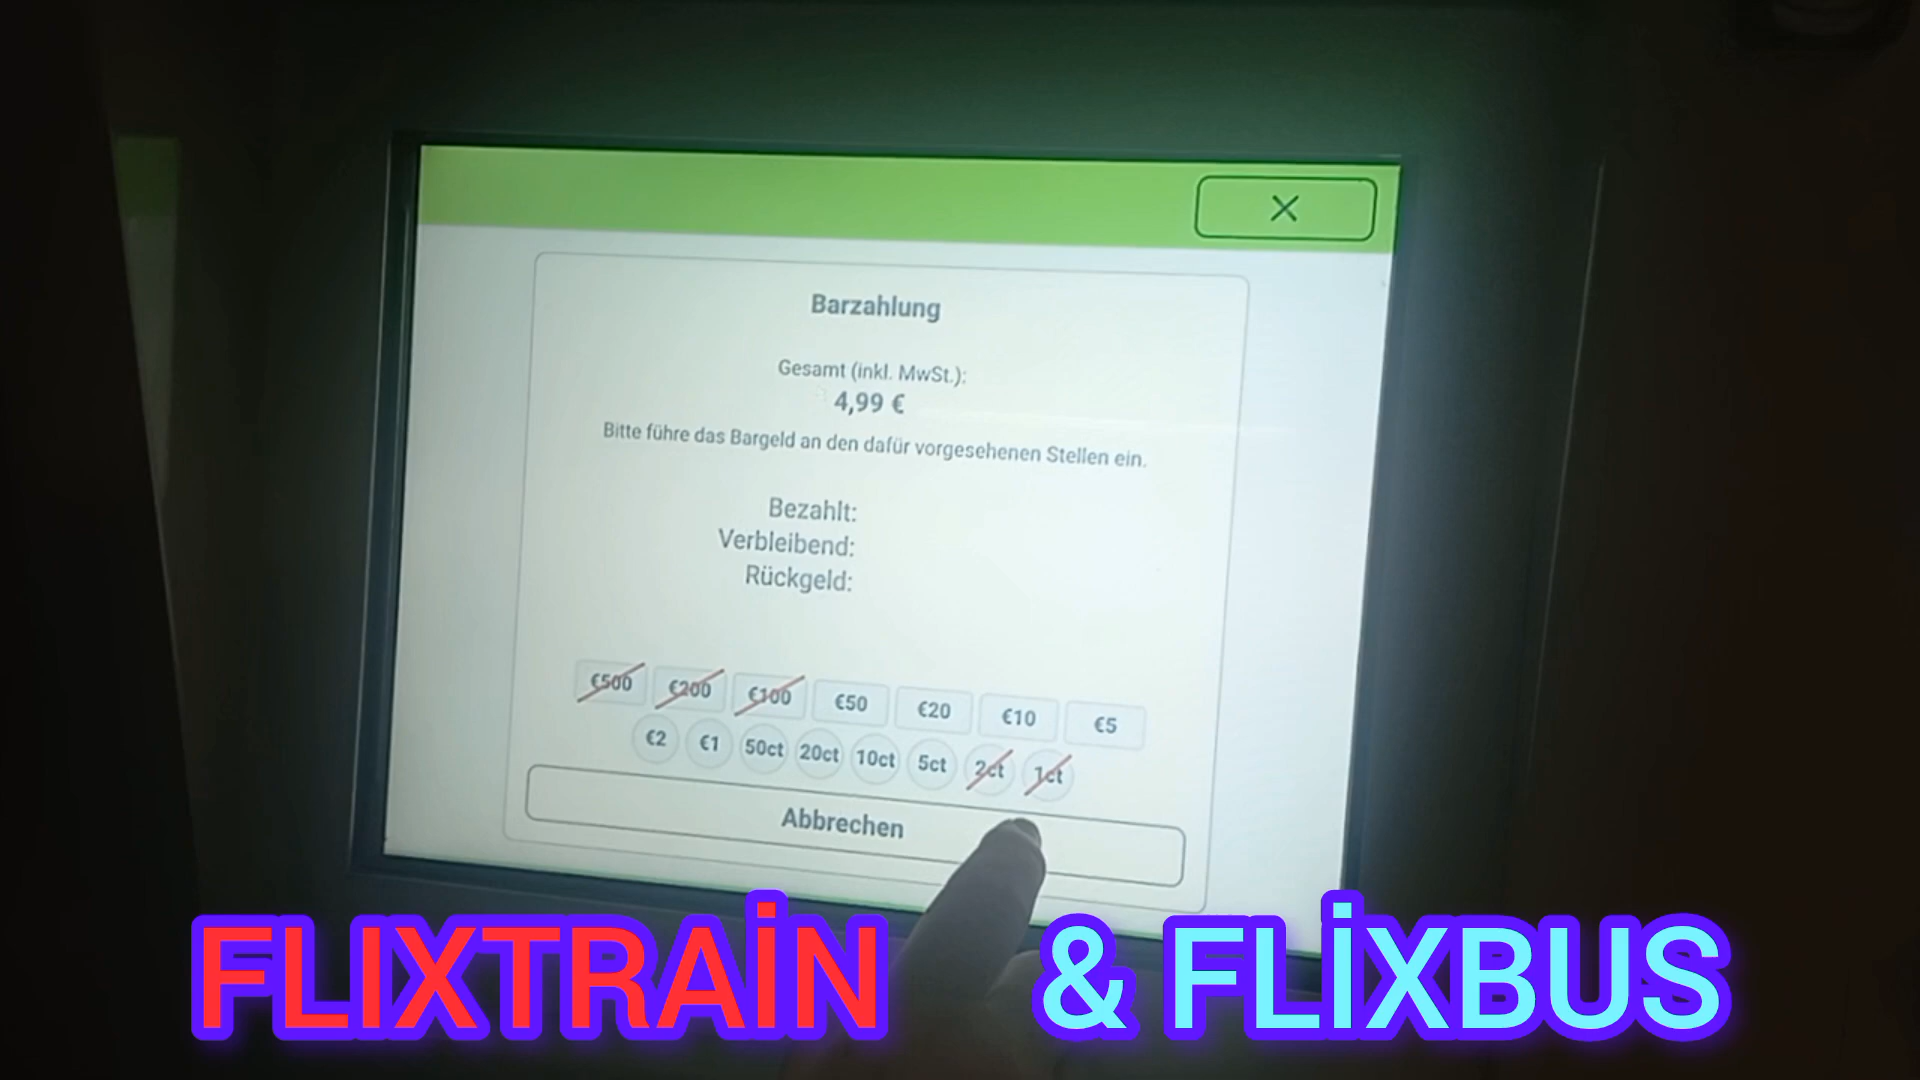 X
Barzahlung
Gesamt (inkl. MwSt.):
4,99 €
Bitte führe das Bargeld an den dafür vorgesehenen Stellen ein.
Bezahlt:
Verbleibend:
Rückgeld:
€500 €200 €100 €50 €20 €10 €5
€2 €1 50ct 20ct 10ct 5ct 2ct 1ct
Abbrechen
FLIXTRAİN & FLİXBUS